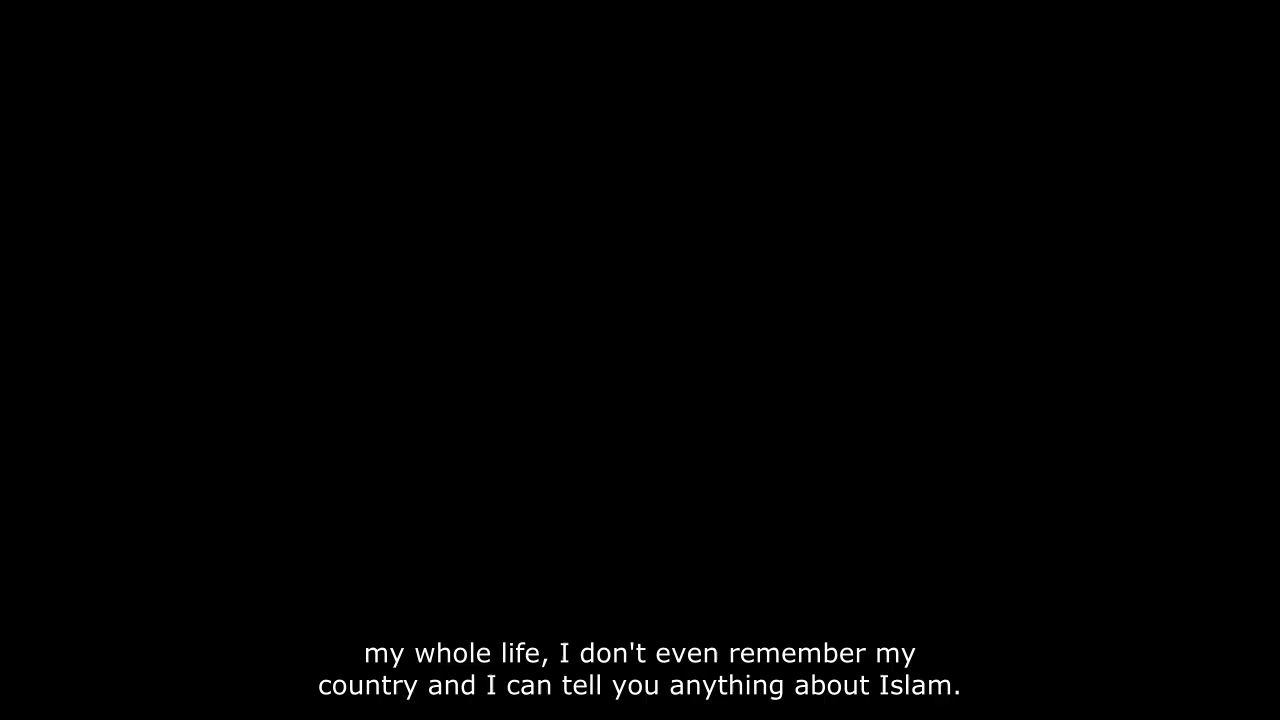 my whole life, I don't even remember my
country and I can tell you anything about Islam.